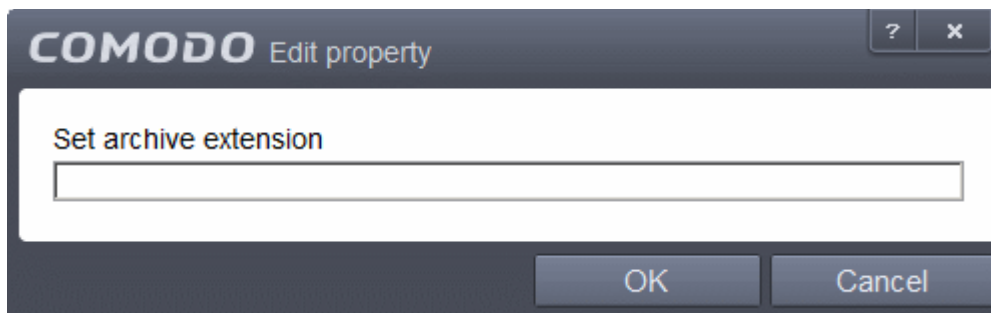 COMODO Edit property
? x
Set archive extension
OK Cancel